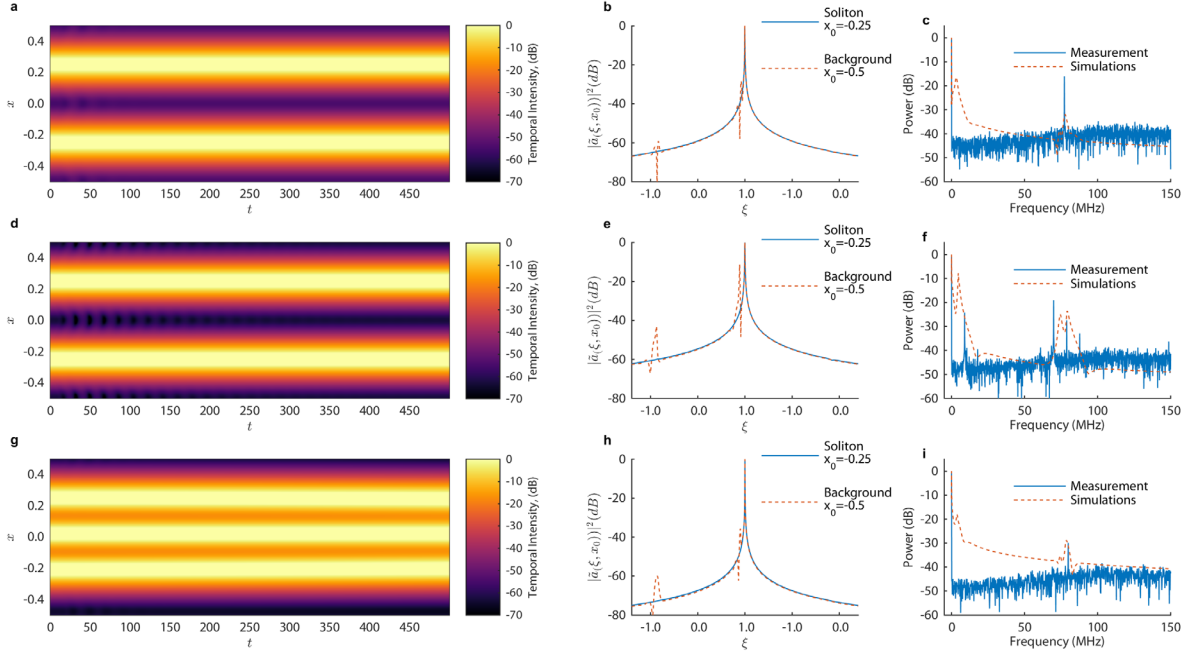 a
0.4
0.2
0.0
-0.2
-0.4
x
0 50 100 150 200 250 300 350 400 450
t
0
-10
-20
-30
-40
-50
-60
-70
Temporal Intensity, (dB)
b
0
-20
-40
-60
-80
|ã(ξ, x₀))|²(dB)
-1.0 0.0 1.0 -1.0 0.0
ξ
Soliton
x₀=-0.25
Background
x₀=-0.5
c
0
-10
-20
-30
-40
-50
-60
Power (dB)
0 50 100 150
Frequency (MHz)
Measurement
Simulations
d
0.4
0.2
0.0
-0.2
-0.4
x
0 50 100 150 200 250 300 350 400 450
t
0
-10
-20
-30
-40
-50
-60
-70
Temporal Intensity, (dB)
e
0
-20
-40
-60
-80
|ã(ξ, x₀))|²(dB)
-1.0 0.0 1.0 -1.0 0.0
ξ
Soliton
x₀=-0.25
Background
x₀=-0.5
f
0
-10
-20
-30
-40
-50
-60
Power (dB)
0 50 100 150
Frequency (MHz)
Measurement
Simulations
g
0.4
0.2
0.0
-0.2
-0.4
x
0 50 100 150 200 250 300 350 400 450
t
0
-10
-20
-30
-40
-50
-60
-70
Temporal Intensity, (dB)
h
0
-20
-40
-60
-80
|ã(ξ, x₀))|²(dB)
-1.0 0.0 1.0 -1.0 0.0
ξ
Soliton
x₀=-0.25
Background
x₀=-0.5
i
0
-10
-20
-30
-40
-50
-60
Power (dB)
0 50 100 150
Frequency (MHz)
Measurement
Simulations